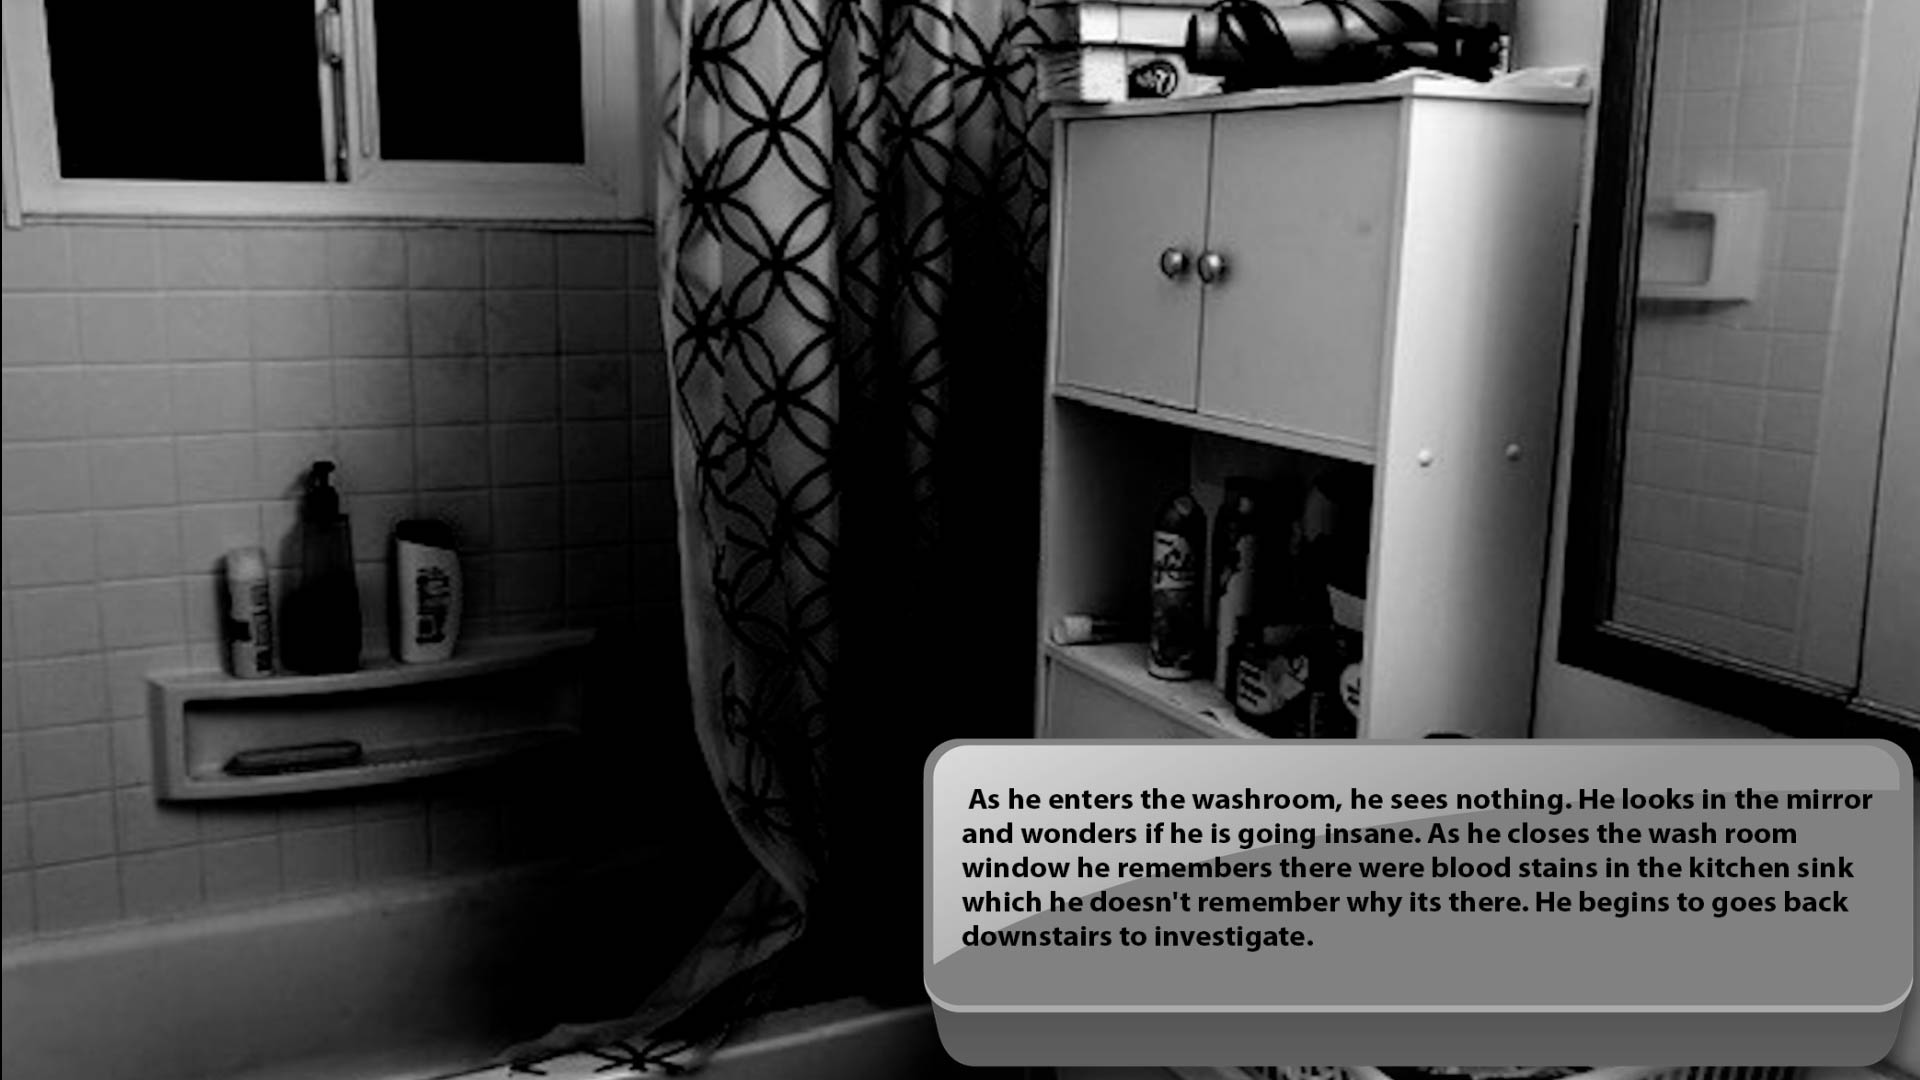 As he enters the washroom, he sees nothing. He looks in the mirror
and wonders if he is going insane. As he closes the wash room
window he remembers there were blood stains in the kitchen sink
which he doesn't remember why its there. He begins to goes back
downstairs to investigate.